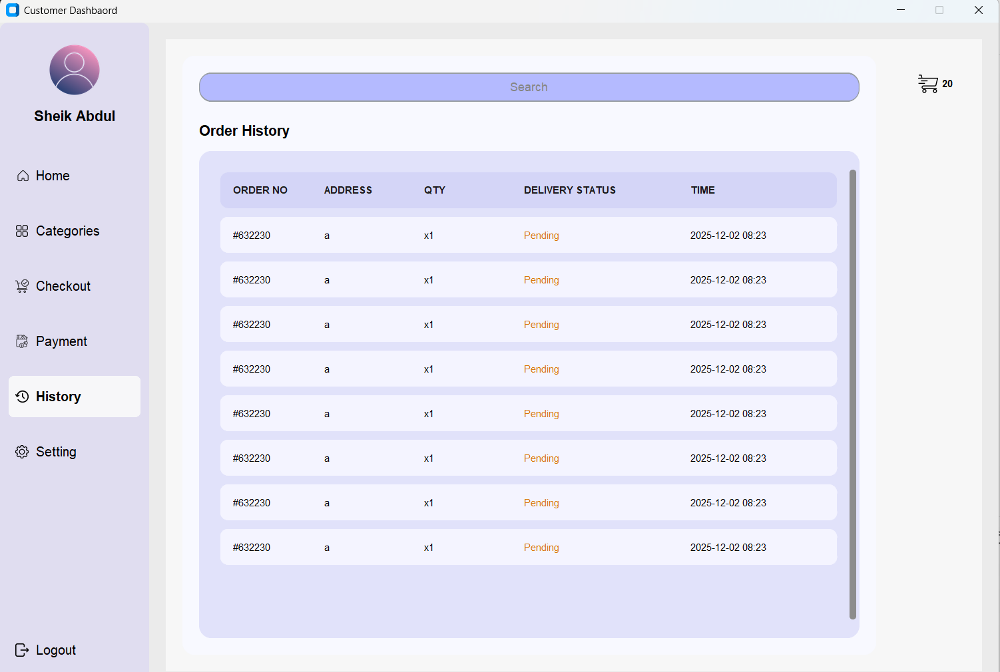 Customer Dashbaord
Sheik Abdul
Home
Categories
Checkout
Payment
History
Setting
Logout
Search
20
Order History
ORDER NO ADDRESS QTY DELIVERY STATUS TIME
#632230 a x1 Pending 2025-12-02 08:23
#632230 a x1 Pending 2025-12-02 08:23
#632230 a x1 Pending 2025-12-02 08:23
#632230 a x1 Pending 2025-12-02 08:23
#632230 a x1 Pending 2025-12-02 08:23
#632230 a x1 Pending 2025-12-02 08:23
#632230 a x1 Pending 2025-12-02 08:23
#632230 a x1 Pending 2025-12-02 08:23